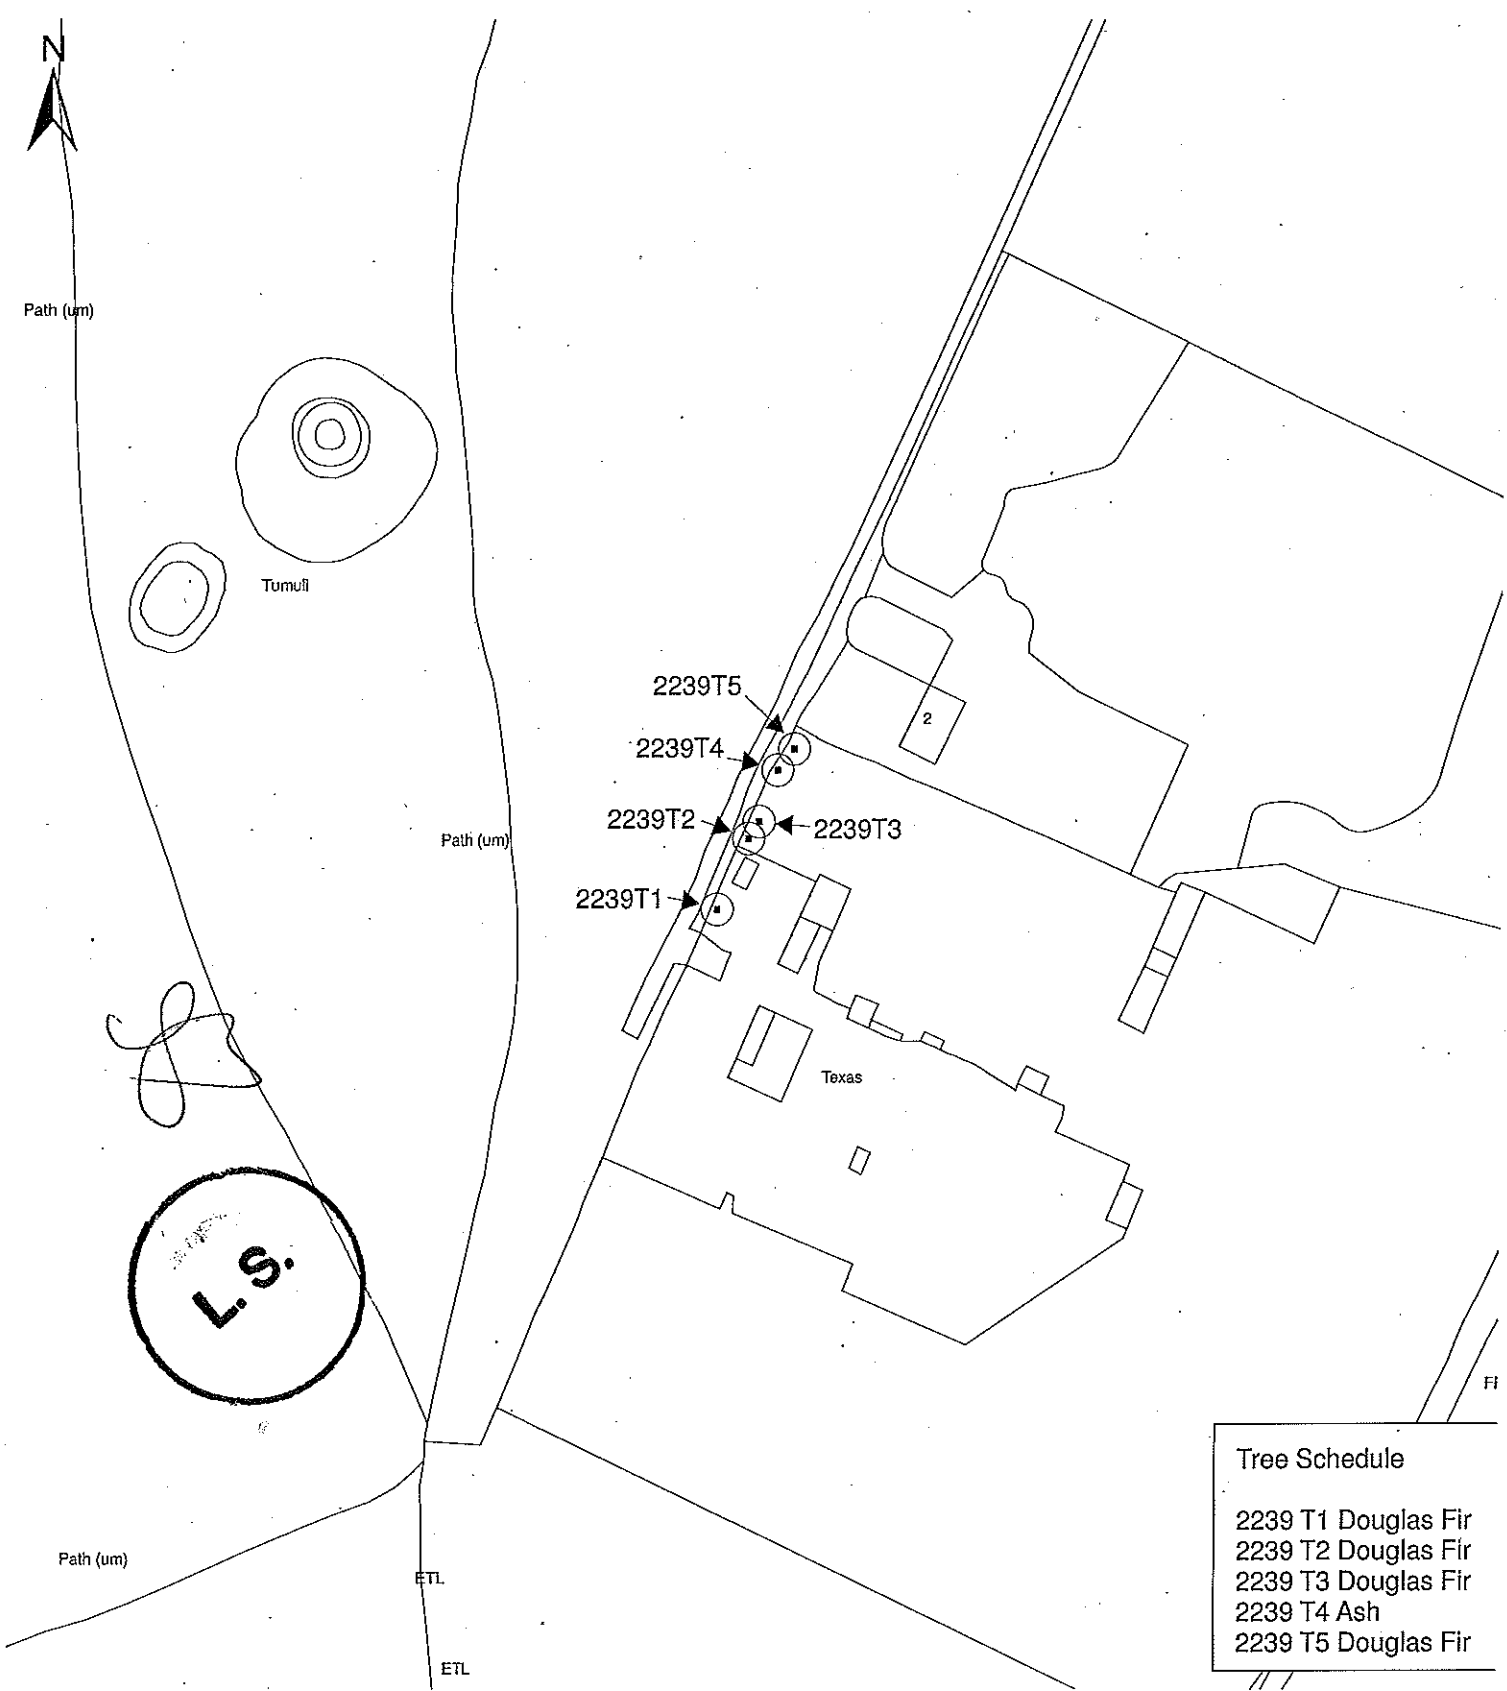 N
Path (um)
Tumuli
2239T5
2
2239T4
2239T2
2239T3
Path (um)
2239T1
Texas
L. S.
Tree Schedule
2239 T1 Douglas Fir
2239 T2 Douglas Fir
2239 T3 Douglas Fir
2239 T4 Ash
2239 T5 Douglas Fir
Path (um)
ETL
ETL